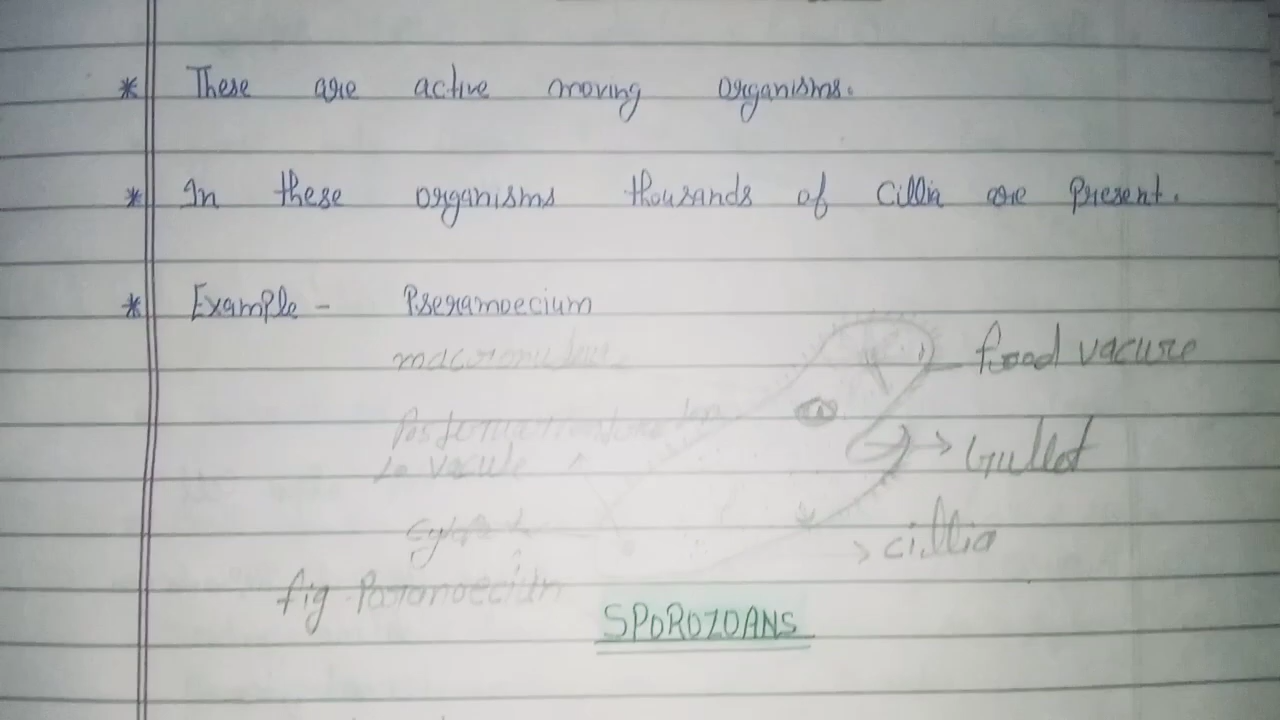 * These are active moving organisms.
* In these organisms thousands of Cillia are Present.
* Example - Pseramoecium
food vacure
Gullet
cillia
fig Paramoecium
SPOROZOANS